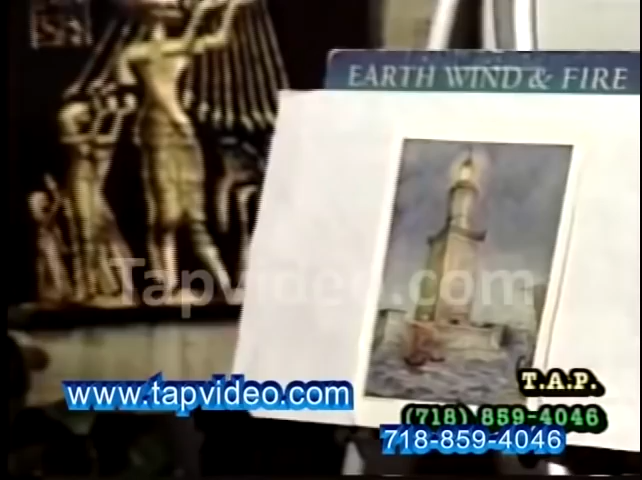 EARTH WIND & FIRE
Tapvideo.com
T.A.P.
www.tapvideo.com
(718) 859-4046
718-859-4046